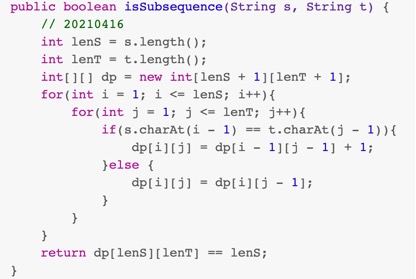 public boolean isSubsequence(String s, String t) {
    // 20210416
    int lenS = s.length();
    int lenT = t.length();
    int[][] dp = new int[lenS + 1][lenT + 1];
    for(int i = 1; i <= lenS; i++){
        for(int j = 1; j <= lenT; j++){
            if(s.charAt(i - 1) == t.charAt(j - 1)){
                dp[i][j] = dp[i - 1][j - 1] + 1;
            }else {
                dp[i][j] = dp[i][j - 1];
            }
        }
    }
    return dp[lenS][lenT] == lenS;
}